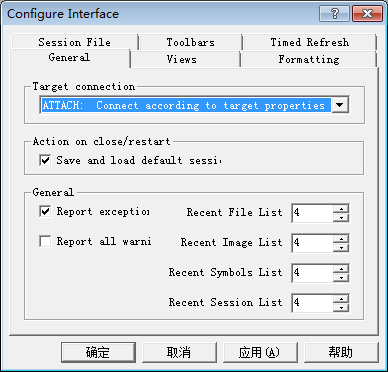 Configure Interface
Session File Toolbars Timed Refresh
General Views Formatting
Target connection
ATTACH: Connect according to target properties
Action on close/restart
Save and load default sessi
General
Report exception Recent File List 4
Report all warni Recent Image List 4
Recent Symbols List 4
Recent Session List 4
确定 取消 应用(A) 帮助